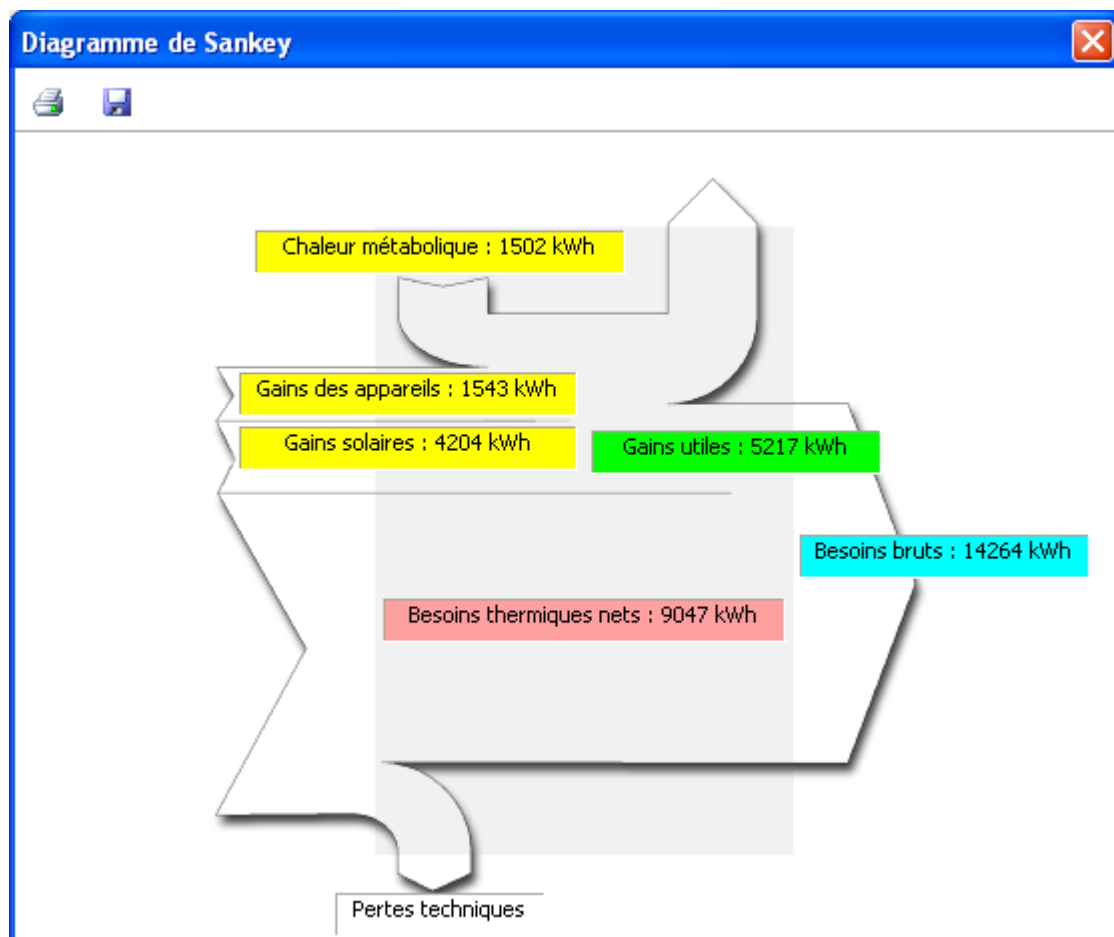 Diagramme de Sankey
Chaleur métabolique : 1502 kWh
Gains des appareils : 1543 kWh
Gains solaires : 4204 kWh
Gains utiles : 5217 kWh
Besoins bruts : 14264 kWh
Besoins thermiques nets : 9047 kWh
Pertes techniques